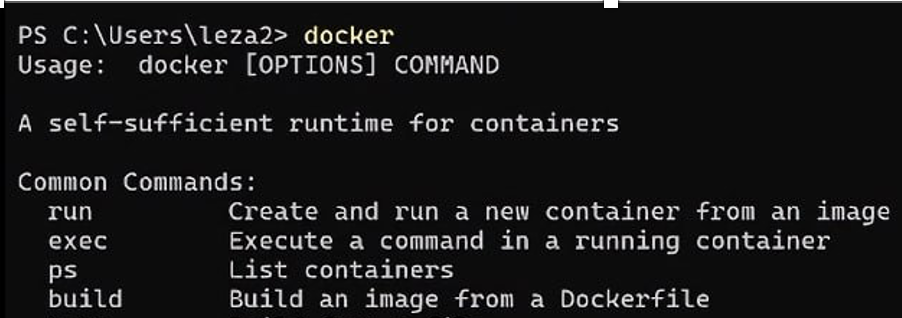 PS C:\Users\leza2> docker
Usage:  docker [OPTIONS] COMMAND
A self-sufficient runtime for containers
Common Commands:
  run         Create and run a new container from an image
  exec        Execute a command in a running container
  ps          List containers
  build       Build an image from a Dockerfile